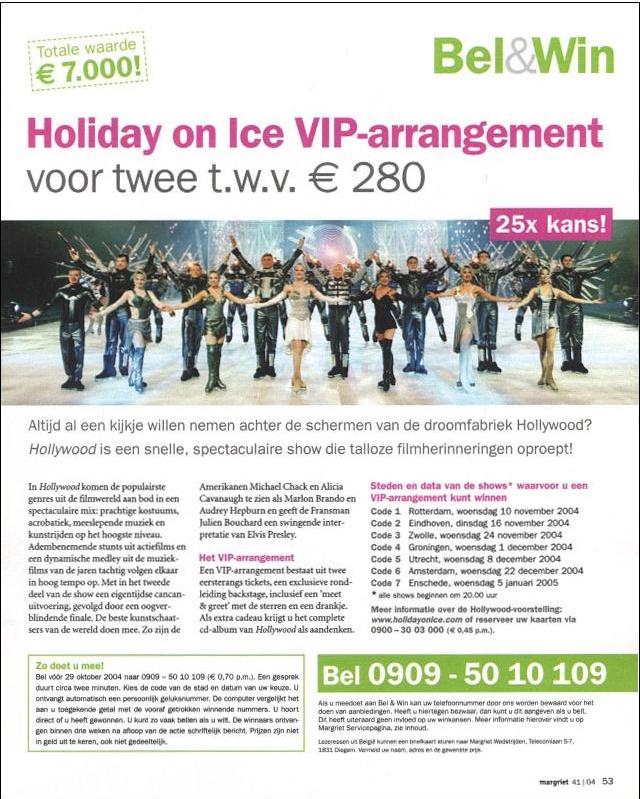 Totale waarde
€ 7.000!
Bel&Win
Holiday on Ice VIP-arrangement
voor twee t.w.v. € 280
25x kans!
Altijd al een kijkje willen nemen achter de schermen van de droomfabriek Hollywood?
Hollywood is een snelle, spectaculaire show die talloze filmherinneringen oproept!
In Hollywood komen de populairste
genres uit de filmwereld aan bod in een
spectaculaire mix: prachtige kostuums,
acrobatiek, meeslepende muziek en
kunstrijden op het hoogste niveau.
Adembenemende stunts uit actiefilms en
een dynamische medley uit de muziek-
films van de jaren tachtig volgen elkaar
in hoog tempo op. Met in het tweede
deel van de show een eigentijdse cancan-
uitvoering, gevolgd door een oogver-
blindende finale. De beste kunstschaat-
sers van de wereld doen mee. Zo zijn de
Amerikanen Michael Chack en Alicia
Cavanaugh te zien als Marlon Brando en
Audrey Hepburn en geeft de Fransman
Julien Bouchard een swingende inter-
pretatie van Elvis Presley.
Het VIP-arrangement
Een VIP-arrangement bestaat uit twee
eersterangs tickets, een exclusieve rond-
leiding backstage, inclusief een 'meet
& greet' met de sterren en een drankje.
Als extra cadeau krijgt u het complete
cd-album van Hollywood als aandenken.
Steden en data van de shows* waarvoor u een
VIP-arrangement kunt winnen
Code 1 Rotterdam, woensdag 10 november 2004
Code 2 Eindhoven, dinsdag 16 november 2004
Code 3 Zwolle, woensdag 24 november 2004
Code 4 Groningen, woensdag 1 december 2004
Code 5 Utrecht, woensdag 8 december 2004
Code 6 Amsterdam, woensdag 22 december 2004
Code 7 Enschede, woensdag 5 januari 2005
* alle shows beginnen om 20.00 uur
Meer informatie over de Hollywood-voorstelling:
www.holidayonice.com of reserveer uw kaarten via
0900 – 30 03 000 (€ 0,45 p.m.).
Zo doet u mee!
Bel vóór 29 oktober 2004 naar 0909 – 50 10 109 (€ 0,70 p.m.). Een gesprek
duurt circa twee minuten. Kies de code van de stad en datum van uw keuze. U
ontvangt automatisch een persoonlijk geluksnummer. De computer vergelijkt het
aan u toegekende getal met de vooraf getrokken winnende nummers. U hoort
direct of u heeft gewonnen. U kunt zo vaak bellen als u wilt. De winnaars ontvan-
gen binnen drie weken na afloop van de actie schriftelijk bericht. Prijzen zijn niet
in geld uit te keren, ook niet gedeeltelijk.
Bel 0909 - 50 10 109
Als u meedoet aan Bel & Win kan uw telefoonnummer door ons worden bewaard voor het
doen van aanbiedingen. Heeft u hiertegen bezwaar, dan kunt u dit aangeven als u belt.
Dit heeft uiteraard geen invloed op uw winkansen. Meer informatie hierover vindt u op
Margriet Servicepagina, zie inhoud.
Lezeressen uit België kunnen een briefkaart sturen naar Margriet Wedstrijden, Telecomlaan 5-7,
1831 Diegem. Vermeld uw naam, adres en de gewenste prijs.
margriet 41 | 04 53